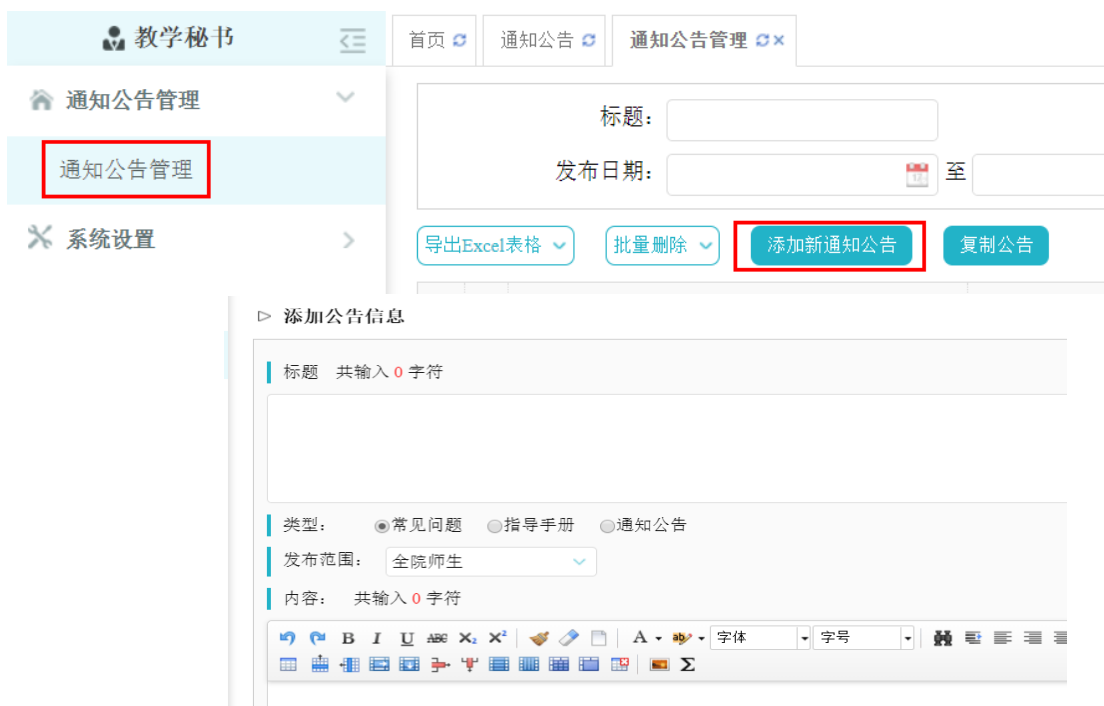 教学秘书
首页
通知公告
通知公告管理
通知公告管理
标题：
通知公告管理
发布日期：
至
系统设置
导出Excel表格
批量删除
添加新通知公告
复制公告
添加公告信息
标题 共输入 0 字符
类型： 常见问题 指导手册 通知公告
发布范围： 全院师生
内容： 共输入 0 字符
B I U ABC X₂ X² A ab 字体 字号
Σ